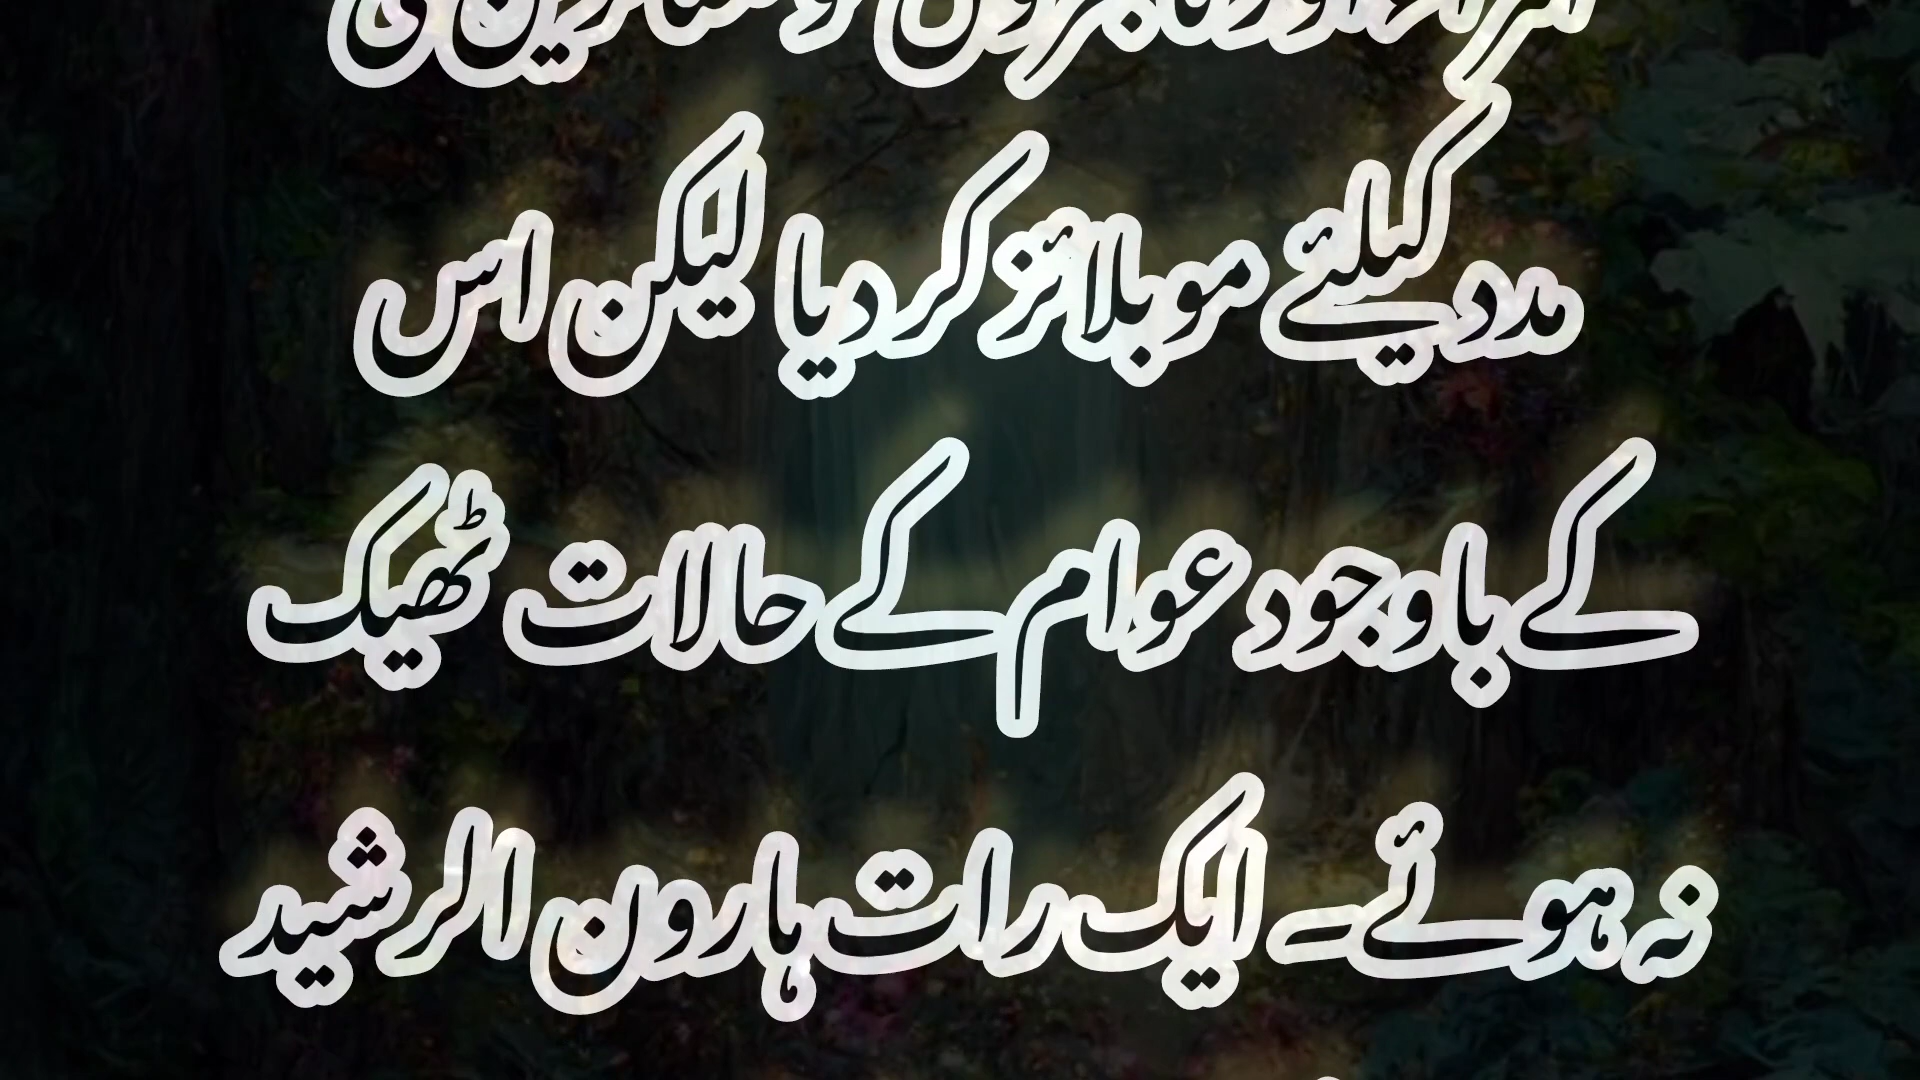 مدد کیلئے موبلائز کر دیا لیکن اس
کے باوجود عوام کے حالات ٹھیک
نہ ہوئے۔ ایک رات ہارون الرشید